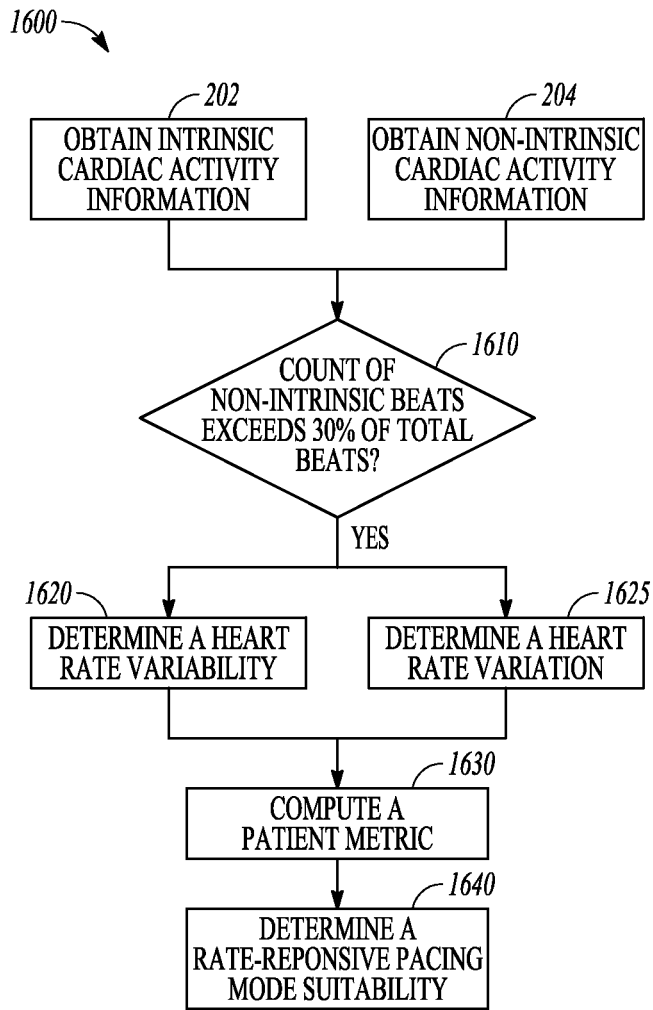 1600
202
204
OBTAIN INTRINSIC
CARDIAC ACTIVITY
INFORMATION
OBTAIN NON-INTRINSIC
CARDIAC ACTIVITY
INFORMATION
1610
COUNT OF
NON-INTRINSIC BEATS
EXCEEDS 30% OF TOTAL
BEATS?
YES
1620
1625
DETERMINE A HEART
RATE VARIABILITY
DETERMINE A HEART
RATE VARIATION
1630
COMPUTE A
PATIENT METRIC
1640
DETERMINE A
RATE-REPONSIVE PACING
MODE SUITABILITY